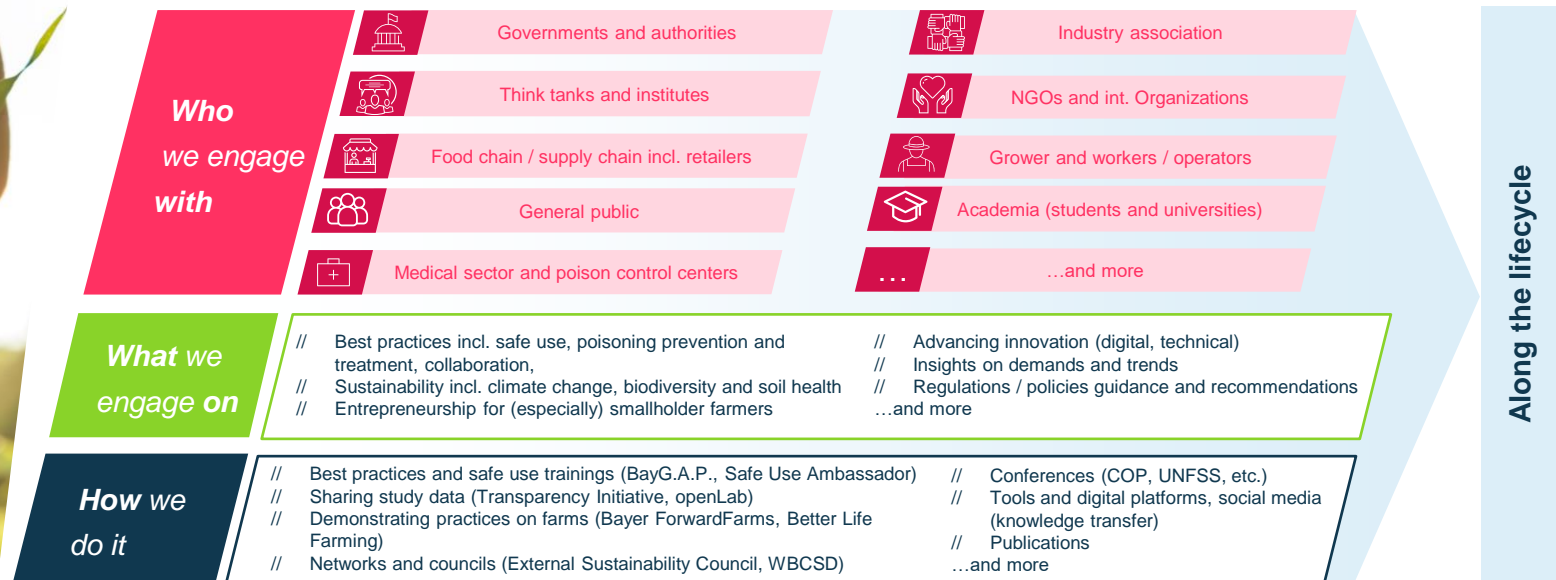 Who
we engage
with
Governments and authorities
Think tanks and institutes
Food chain / supply chain incl. retailers
General public
Medical sector and poison control centers
Industry association
NGOs and int. Organizations
Grower and workers / operators
Academia (students and universities)
...
…and more
What we
engage on
// Best practices incl. safe use, poisoning prevention and
treatment, collaboration,
// Sustainability incl. climate change, biodiversity and soil health
// Entrepreneurship for (especially) smallholder farmers
// Advancing innovation (digital, technical)
// Insights on demands and trends
// Regulations / policies guidance and recommendations
…and more
How we
do it
// Best practices and safe use trainings (BayG.A.P., Safe Use Ambassador)
// Sharing study data (Transparency Initiative, openLab)
// Demonstrating practices on farms (Bayer ForwardFarms, Better Life
Farming)
// Networks and councils (External Sustainability Council, WBCSD)
// Conferences (COP, UNFSS, etc.)
// Tools and digital platforms, social media
(knowledge transfer)
// Publications
…and more
Along the lifecycle